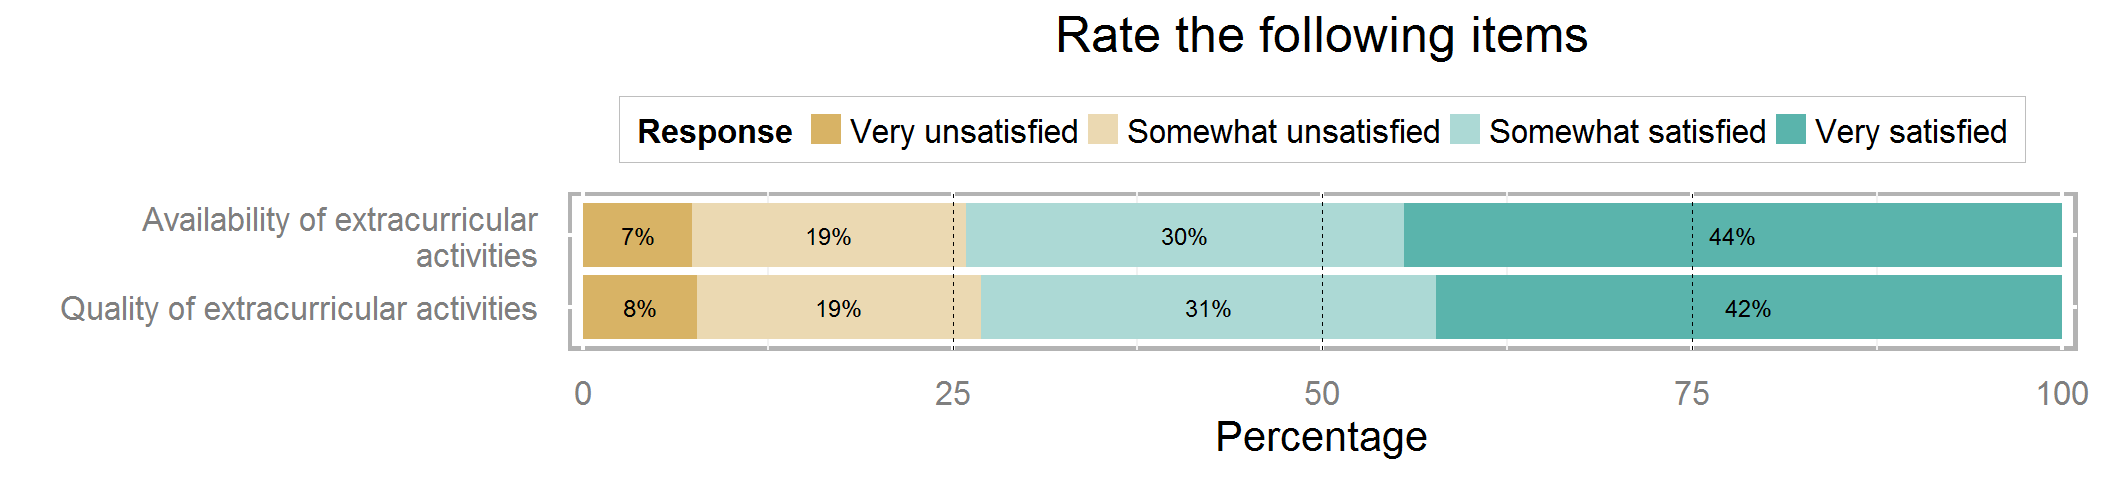 Rate the following items
Response Very unsatisfied Somewhat unsatisfied Somewhat satisfied Very satisfied
Availability of extracurricular
activities
7% 19% 30% 44%
Quality of extracurricular activities
8% 19% 31% 42%
0 25 50 75 100
Percentage